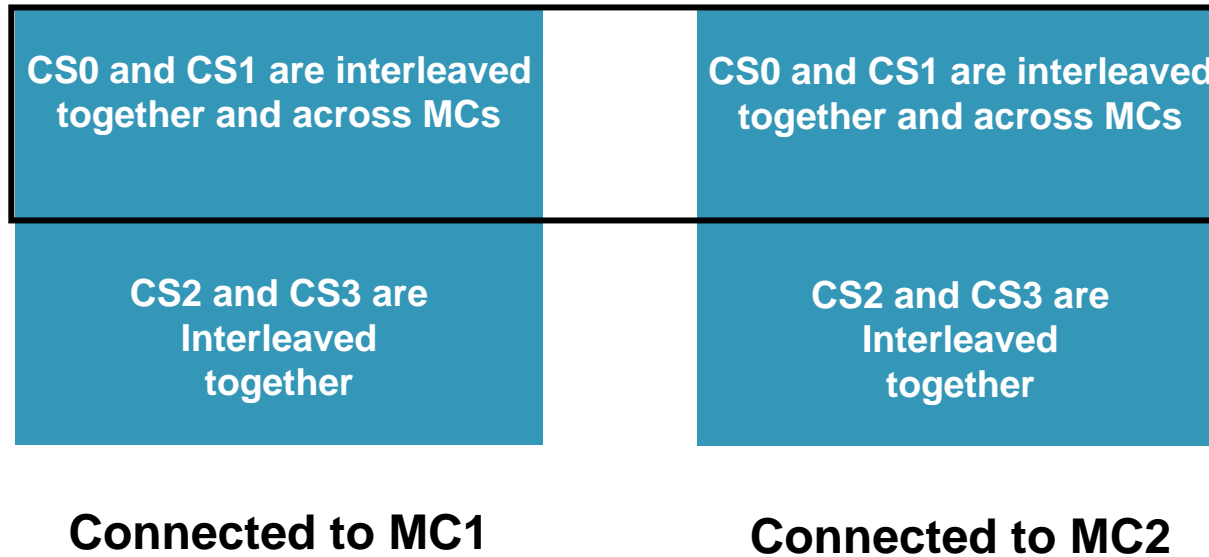 CS0 and CS1 are interleaved
together and across MCs
CS0 and CS1 are interleaved
together and across MCs
CS2 and CS3 are
Interleaved
together
CS2 and CS3 are
Interleaved
together
Connected to MC1
Connected to MC2